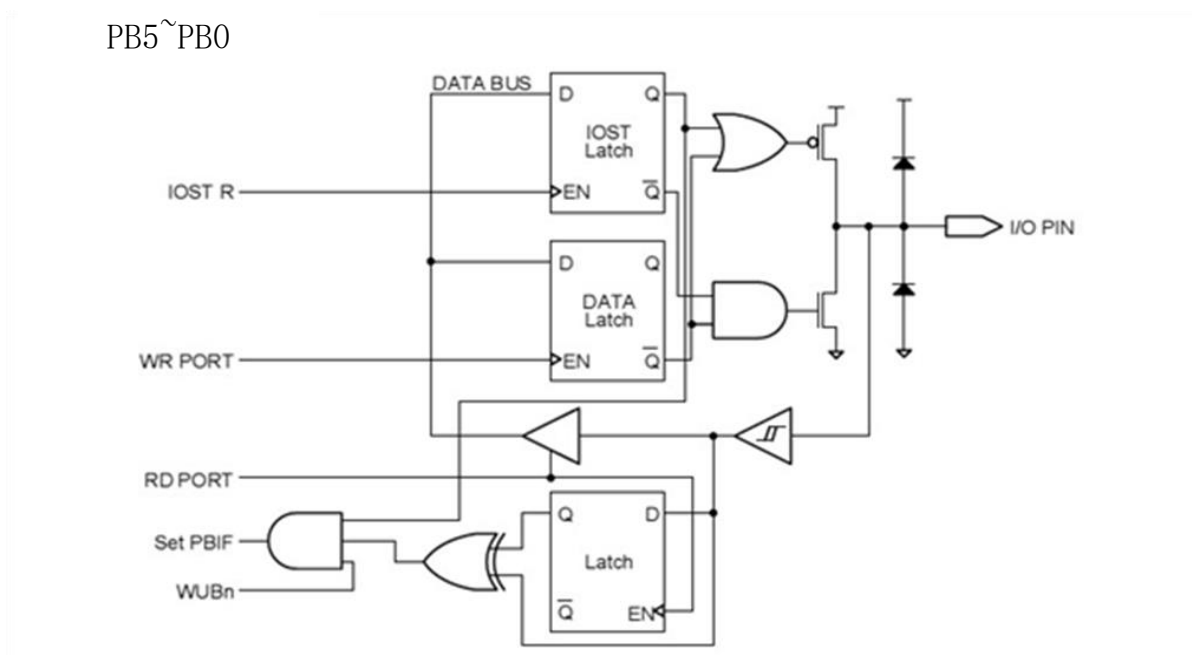 PB5~PB0
DATA BUS
D
Q
IOST
Latch
IOST R
EN
Q
D
Q
DATA
Latch
WR PORT
EN
Q
I/O PIN
RD PORT
Q
D
Set PBIF
Latch
WUBn
Q
EN